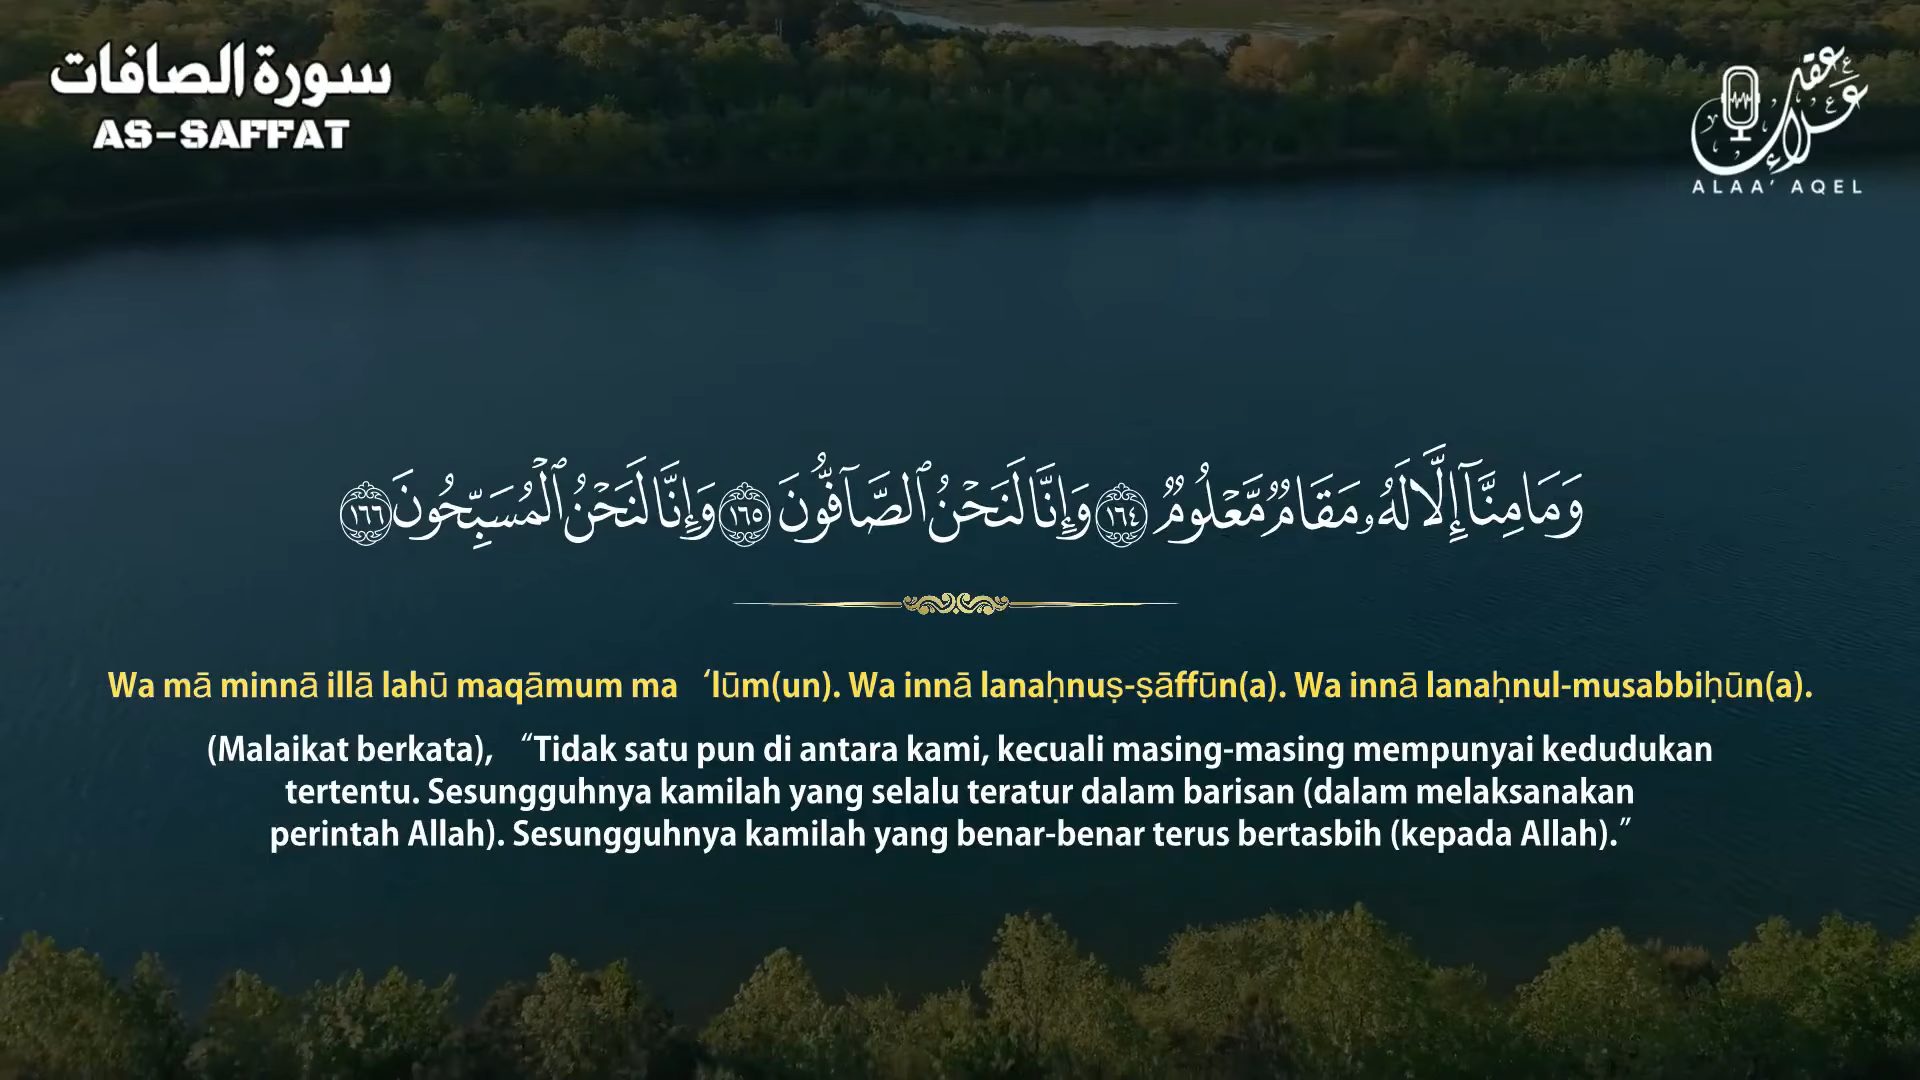 سورة الصافات
AS-SAFFAT
علاء عقل
ALAA' AQEL
وَمَا مِنَّآ إِلَّا لَهُۥ مَقَامٌ مَّعۡلُومٌ ١٦٤ وَإِنَّا لَنَحۡنُ ٱلصَّآفُّونَ ١٦٥ وَإِنَّا لَنَحۡنُ ٱلۡمُسَبِّحُونَ ١٦٦
Wa mā minnā illā lahū maqāmum ma ‘lūm(un). Wa innā lanaḥnuṣ-ṣāffūn(a). Wa innā lanaḥnul-musabbiḥūn(a).
(Malaikat berkata), “Tidak satu pun di antara kami, kecuali masing-masing mempunyai kedudukan
tertentu. Sesungguhnya kamilah yang selalu teratur dalam barisan (dalam melaksanakan
perintah Allah). Sesungguhnya kamilah yang benar-benar terus bertasbih (kepada Allah).”